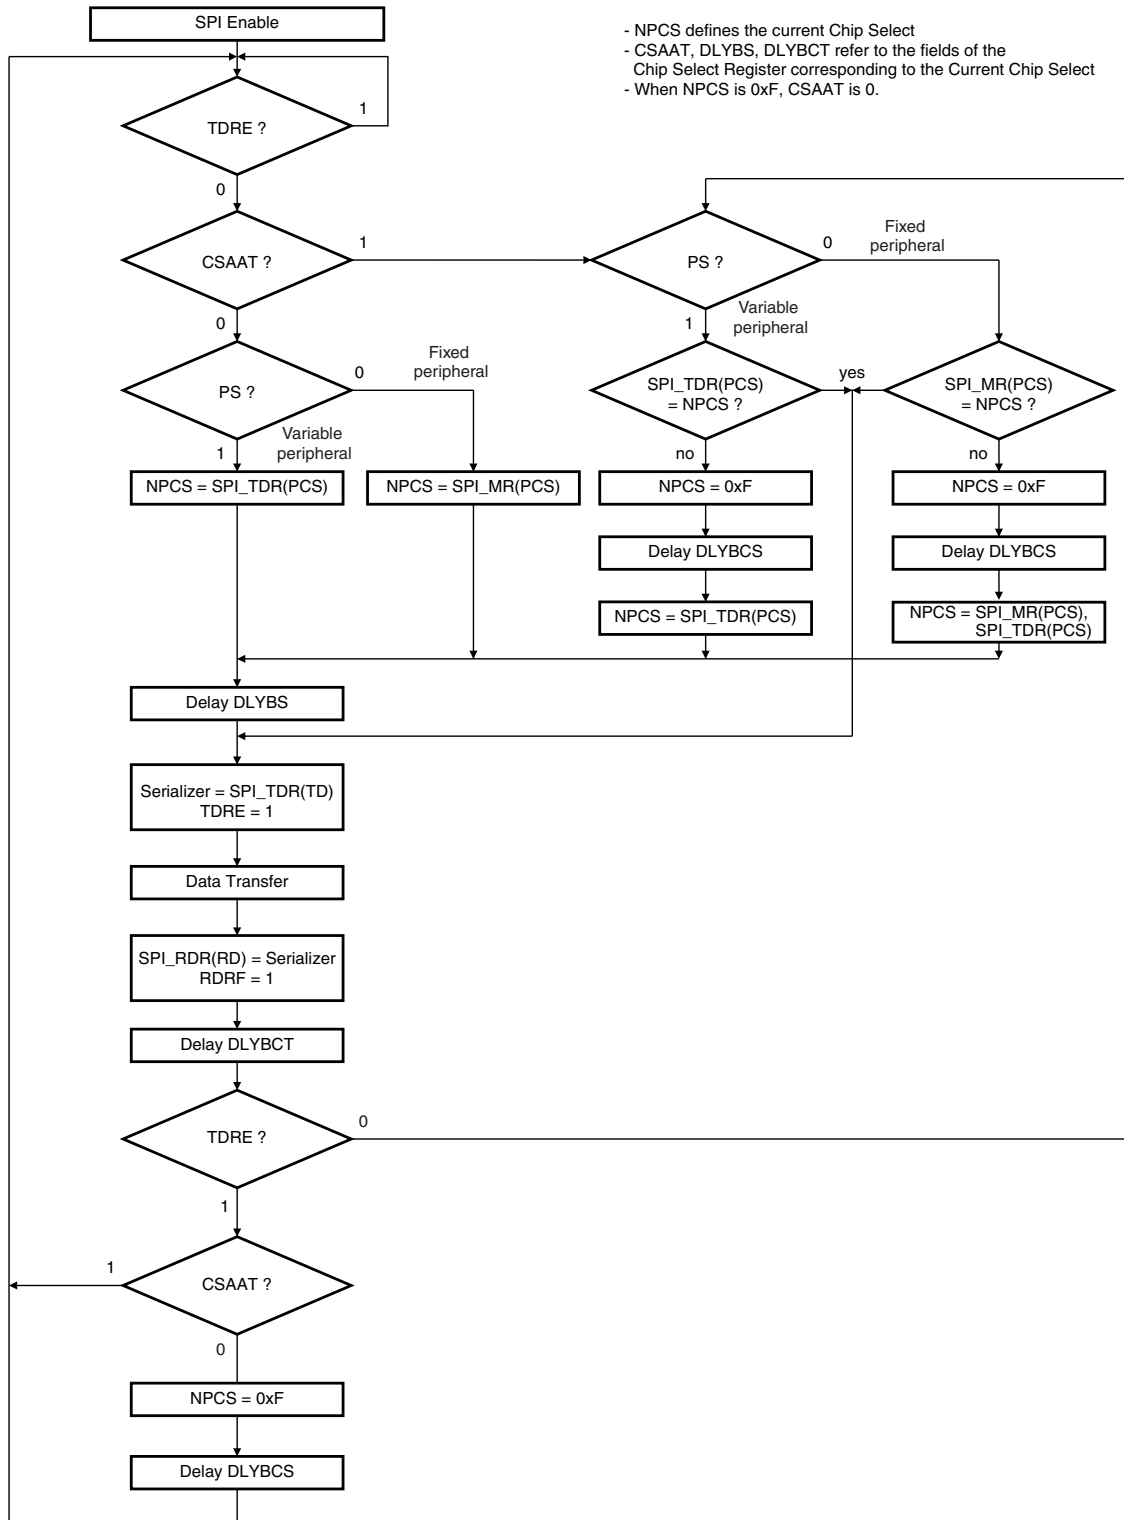 SPI Enable
- NPCS defines the current Chip Select
- CSAAT, DLYBS, DLYBCT refer to the fields of the
Chip Select Register corresponding to the Current Chip Select
- When NPCS is 0xF, CSAAT is 0.
TDRE ?
1
0
CSAAT ?
1
0
PS ?
0
Fixed
peripheral
1
Variable
peripheral
PS ?
0
Fixed
peripheral
1
Variable
peripheral
SPI_TDR(PCS)
= NPCS ?
yes
SPI_MR(PCS)
= NPCS ?
no
no
NPCS = SPI_TDR(PCS)
NPCS = SPI_MR(PCS)
NPCS = 0xF
NPCS = 0xF
Delay DLYBCS
Delay DLYBCS
NPCS = SPI_TDR(PCS)
NPCS = SPI_MR(PCS),
SPI_TDR(PCS)
Delay DLYBS
Serializer = SPI_TDR(TD)
TDRE = 1
Data Transfer
SPI_RDR(RD) = Serializer
RDRF = 1
Delay DLYBCT
TDRE ?
0
1
CSAAT ?
1
0
NPCS = 0xF
Delay DLYBCS